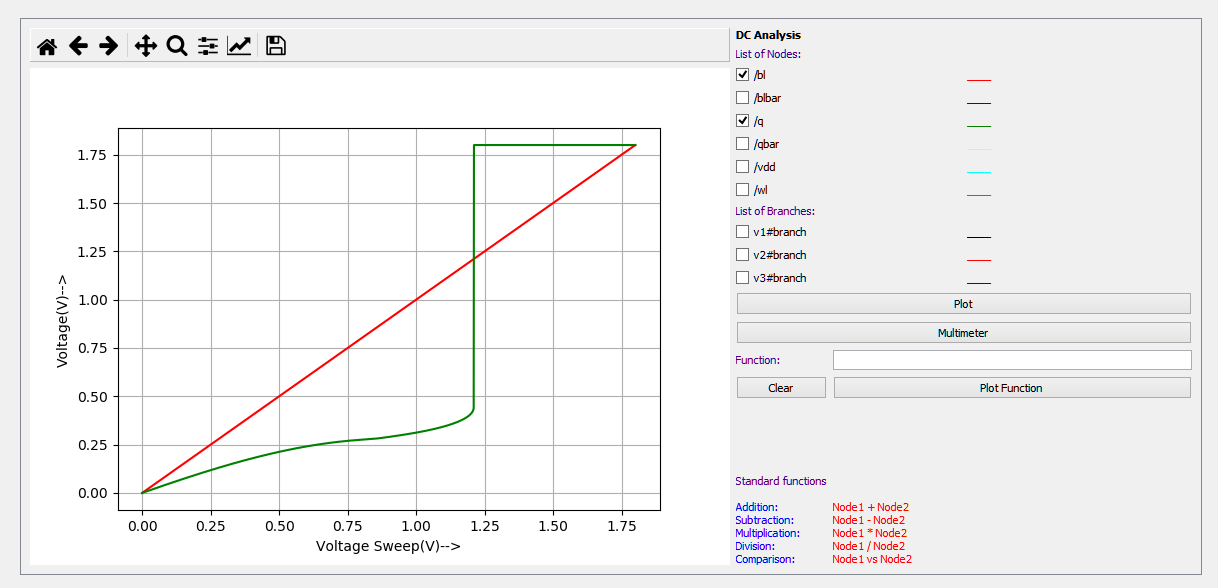 DC Analysis
List of Nodes:
/bl
/blbar
/q
/qbar
/vdd
/wl
List of Branches:
v1#branch
v2#branch
v3#branch
Plot
Multimeter
Function:
Clear Plot Function
Standard functions
Addition: Node1 + Node2
Subtraction: Node1 - Node2
Multiplication: Node1 * Node2
Division: Node1 / Node2
Comparison: Node1 vs Node2
1.75
1.50
1.25
1.00
0.75
0.50
0.25
0.00
Voltage(V)-->
0.00 0.25 0.50 0.75 1.00 1.25 1.50 1.75
Voltage Sweep(V)-->